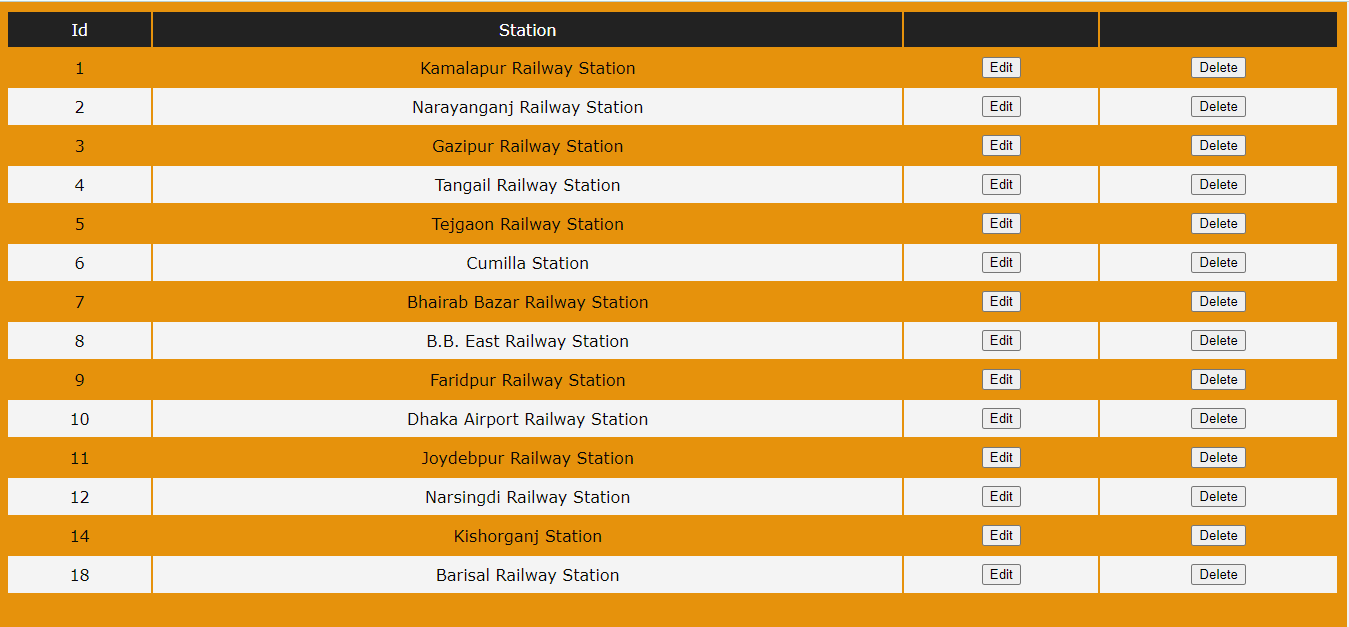 Id Station
1 Kamalapur Railway Station Edit Delete
2 Narayanganj Railway Station Edit Delete
3 Gazipur Railway Station Edit Delete
4 Tangail Railway Station Edit Delete
5 Tejgaon Railway Station Edit Delete
6 Cumilla Station Edit Delete
7 Bhairab Bazar Railway Station Edit Delete
8 B.B. East Railway Station Edit Delete
9 Faridpur Railway Station Edit Delete
10 Dhaka Airport Railway Station Edit Delete
11 Joydebpur Railway Station Edit Delete
12 Narsingdi Railway Station Edit Delete
14 Kishorganj Station Edit Delete
18 Barisal Railway Station Edit Delete